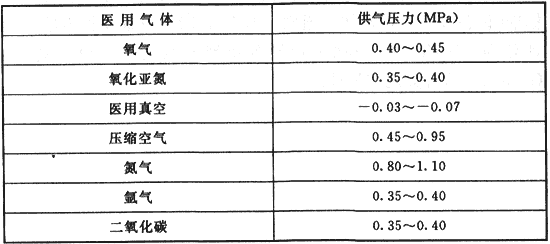 医用气体 供气压力(MPa)
氧气 0.40～0.45
氧化亚氮 0.35～0.40
医用真空 －0.03～－0.07
压缩空气 0.45～0.95
氮气 0.80～1.10
氩气 0.35～0.40
二氧化碳 0.35～0.40